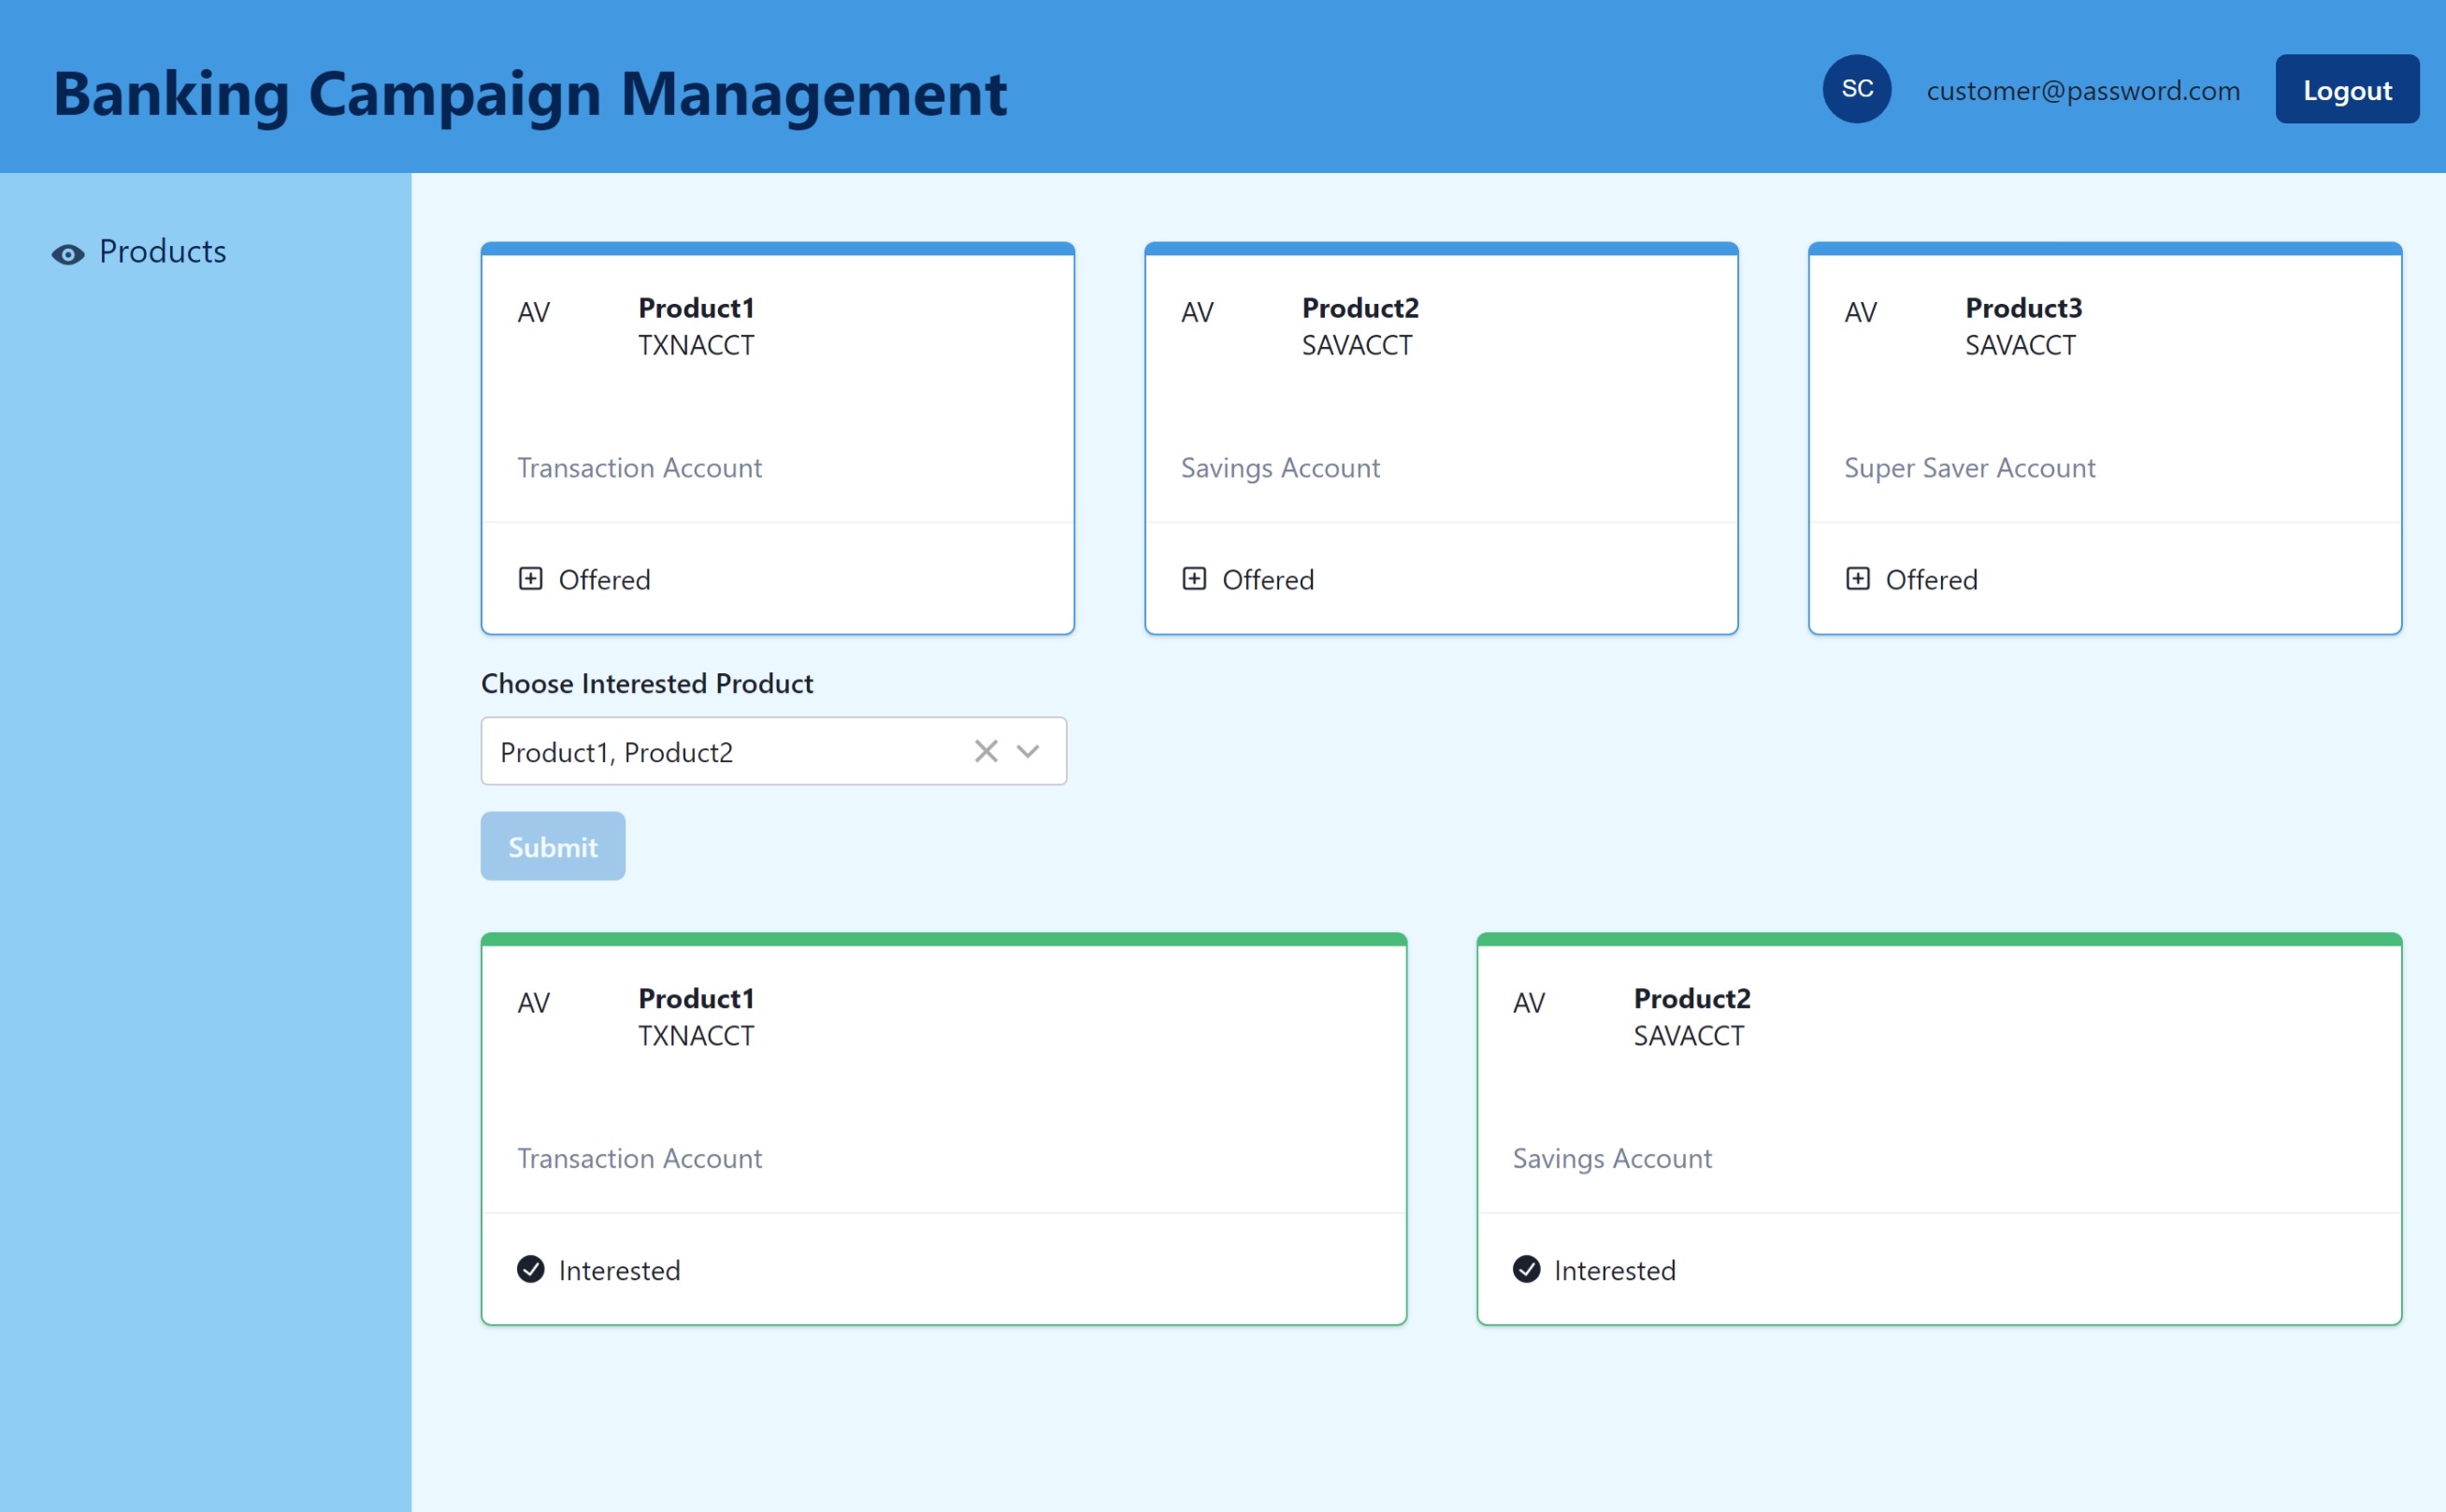 Banking Campaign Management
SC
customer@password.com
Logout
Products
AV
Product1
TXNACCT
Transaction Account
Offered
AV
Product2
SAVACCT
Savings Account
Offered
AV
Product3
SAVACCT
Super Saver Account
Offered
Choose Interested Product
Product1, Product2
Submit
AV
Product1
TXNACCT
Transaction Account
Interested
AV
Product2
SAVACCT
Savings Account
Interested